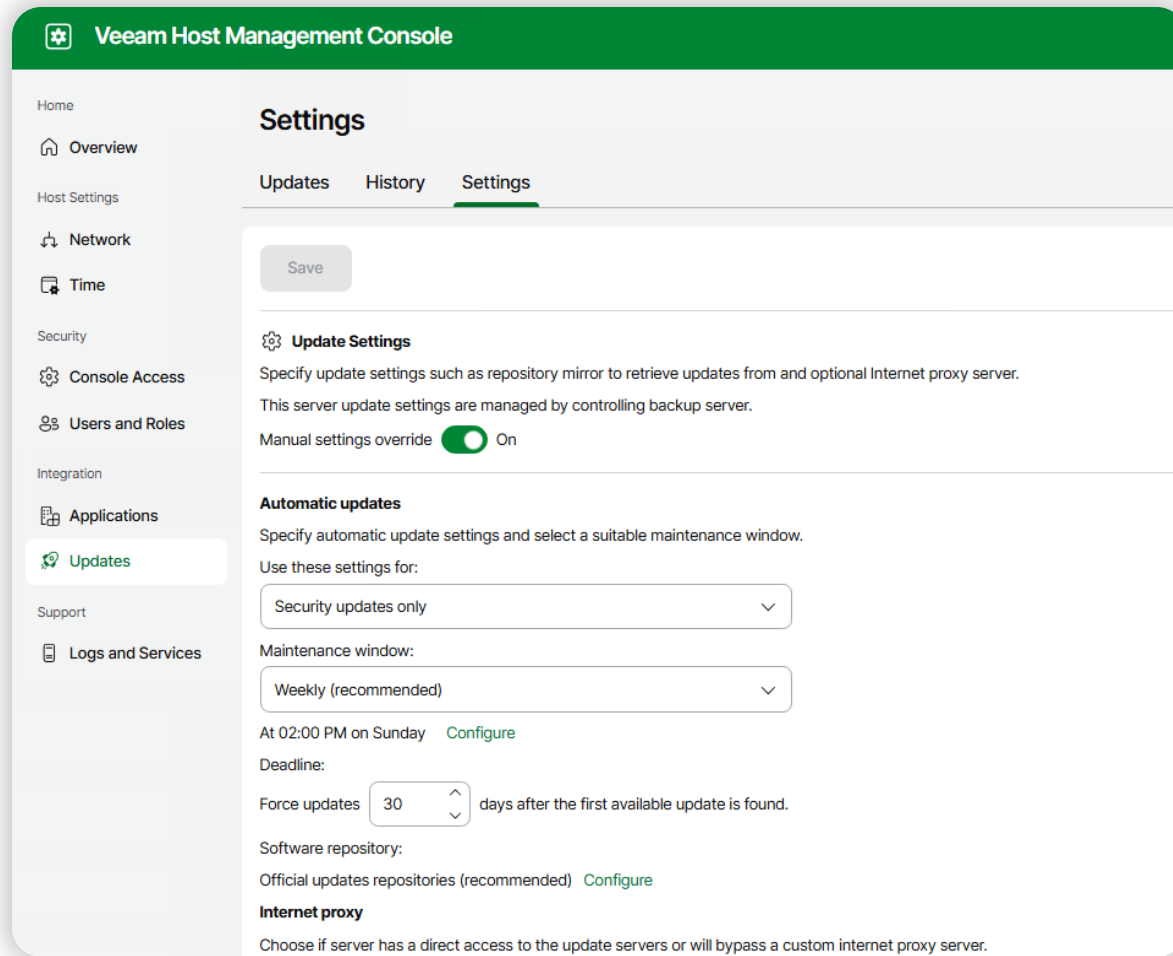 Veeam Host Management Console
Home
Overview
Host Settings
Network
Time
Security
Console Access
Users and Roles
Integration
Applications
Updates
Support
Logs and Services
Settings
Updates History Settings
Save
Update Settings
Specify update settings such as repository mirror to retrieve updates from and optional Internet proxy server.
This server update settings are managed by controlling backup server.
Manual settings override On
Automatic updates
Specify automatic update settings and select a suitable maintenance window.
Use these settings for:
Security updates only
Maintenance window:
Weekly (recommended)
At 02:00 PM on Sunday Configure
Deadline:
Force updates 30 days after the first available update is found.
Software repository:
Official updates repositories (recommended) Configure
Internet proxy
Choose if server has a direct access to the update servers or will bypass a custom internet proxy server.